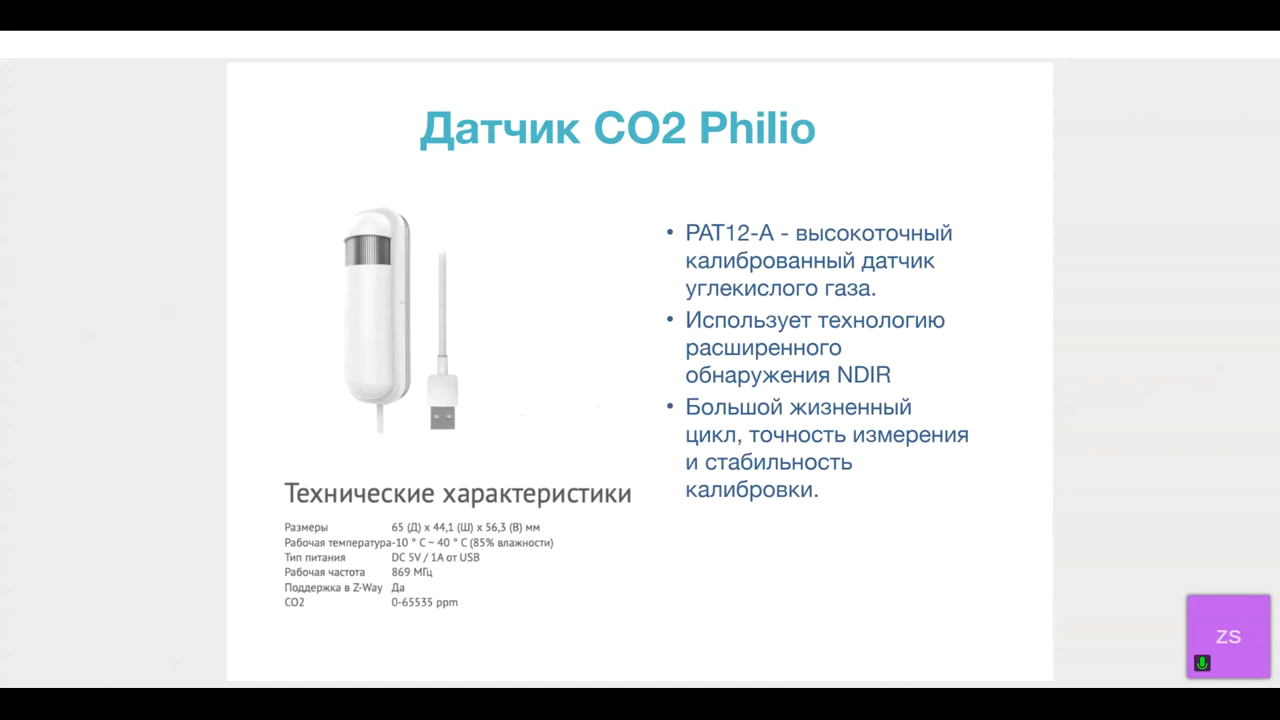 Датчик CO2 Philio
• PAT12-A - высокоточный
калиброванный датчик
углекислого газа.
• Использует технологию
расширенного
обнаружения NDIR
• Большой жизненный
цикл, точность измерения
и стабильность
калибровки.
Технические характеристики
Размеры 65 (Д) x 44,1 (Ш) x 56,3 (В) мм
Рабочая температура -10 ° C ~ 40 ° C (85% влажности)
Тип питания DC 5V / 1A от USB
Рабочая частота 869 МГц
Поддержка в Z-Way Да
CO2 0-65535 ppm
ZS